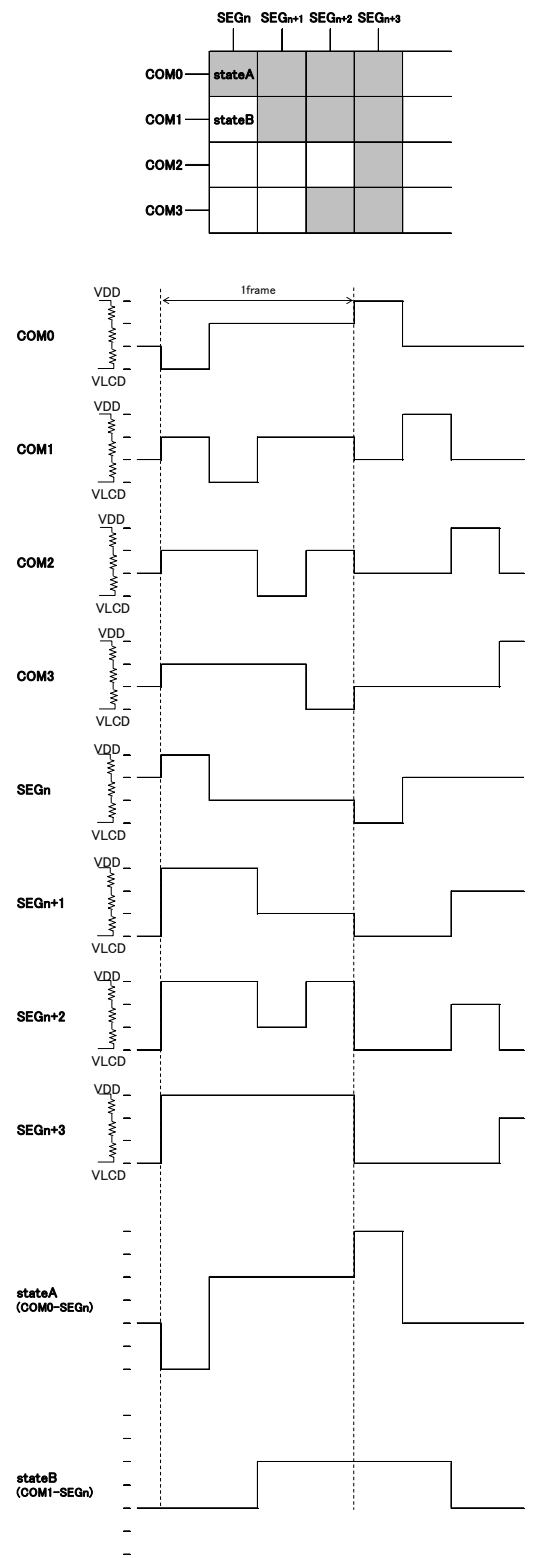 SEGn SEGn+1 SEGn+2 SEGn+3
COM0 stateA
COM1 stateB
COM2
COM3
VDD 1frame
COM0
VLCD
VDD
COM1
VLCD
VDD
COM2
VLCD
VDD
COM3
VLCD
VDD
SEGn
VLCD
VDD
SEGn+1
VLCD
VDD
SEGn+2
VLCD
VDD
SEGn+3
VLCD
stateA
(COM0-SEGn)
stateB
(COM1-SEGn)